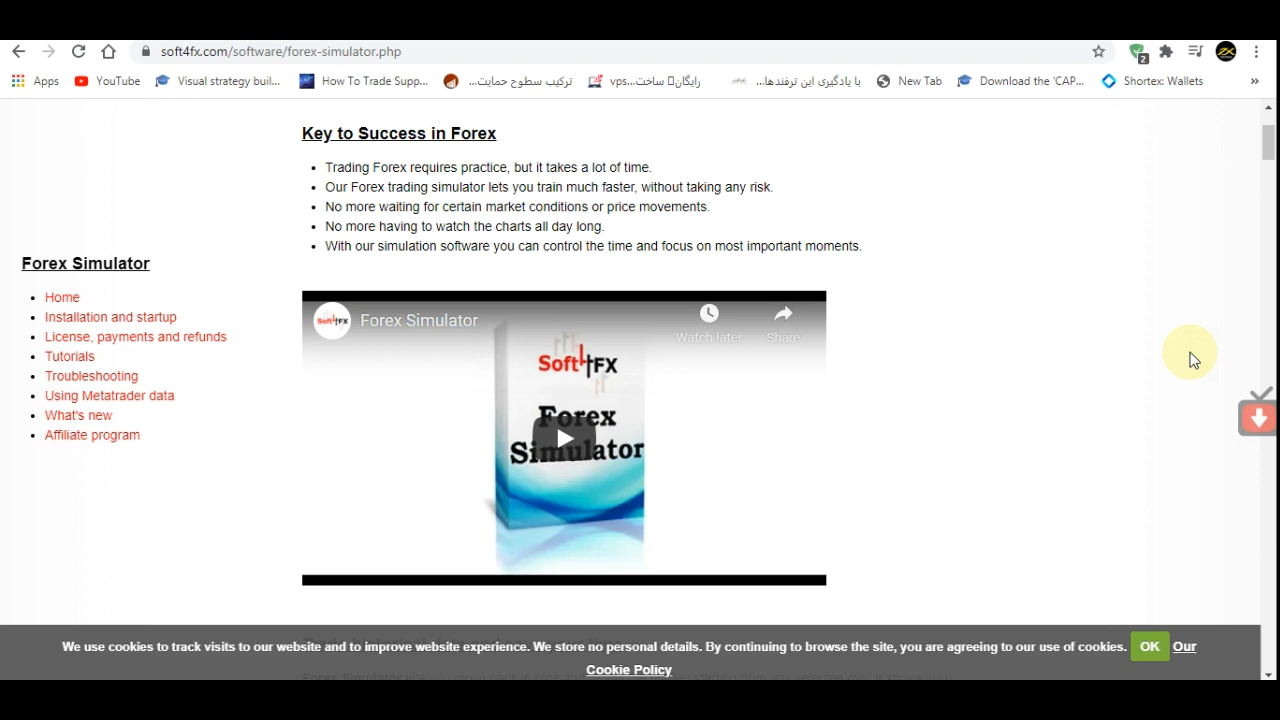 soft4fx.com/software/forex-simulator.php
2
Apps
YouTube
Visual strategy buil...
How To Trade Supp...
ترکیب سطوح حمایت...
رایگان ساخت...vps
با یادگیری این ترفندها...
New Tab
Download the 'CAP...
Shortex: Wallets
»
Key to Success in Forex
Trading Forex requires practice, but it takes a lot of time.
Our Forex trading simulator lets you train much faster, without taking any risk.
No more waiting for certain market conditions or price movements.
No more having to watch the charts all day long.
With our simulation software you can control the time and focus on most important moments.
Forex Simulator
Home
Installation and startup
License, payments and refunds
Tutorials
Troubleshooting
Using Metatrader data
What's new
Affiliate program
Soft4FX
Forex Simulator
Watch later
Share
Soft4FX
Forex
Simulator
We use cookies to track visits to our website and to improve website experience. We store no personal details. By continuing to browse the site, you are agreeing to our use of cookies. OK Our
Cookie Policy